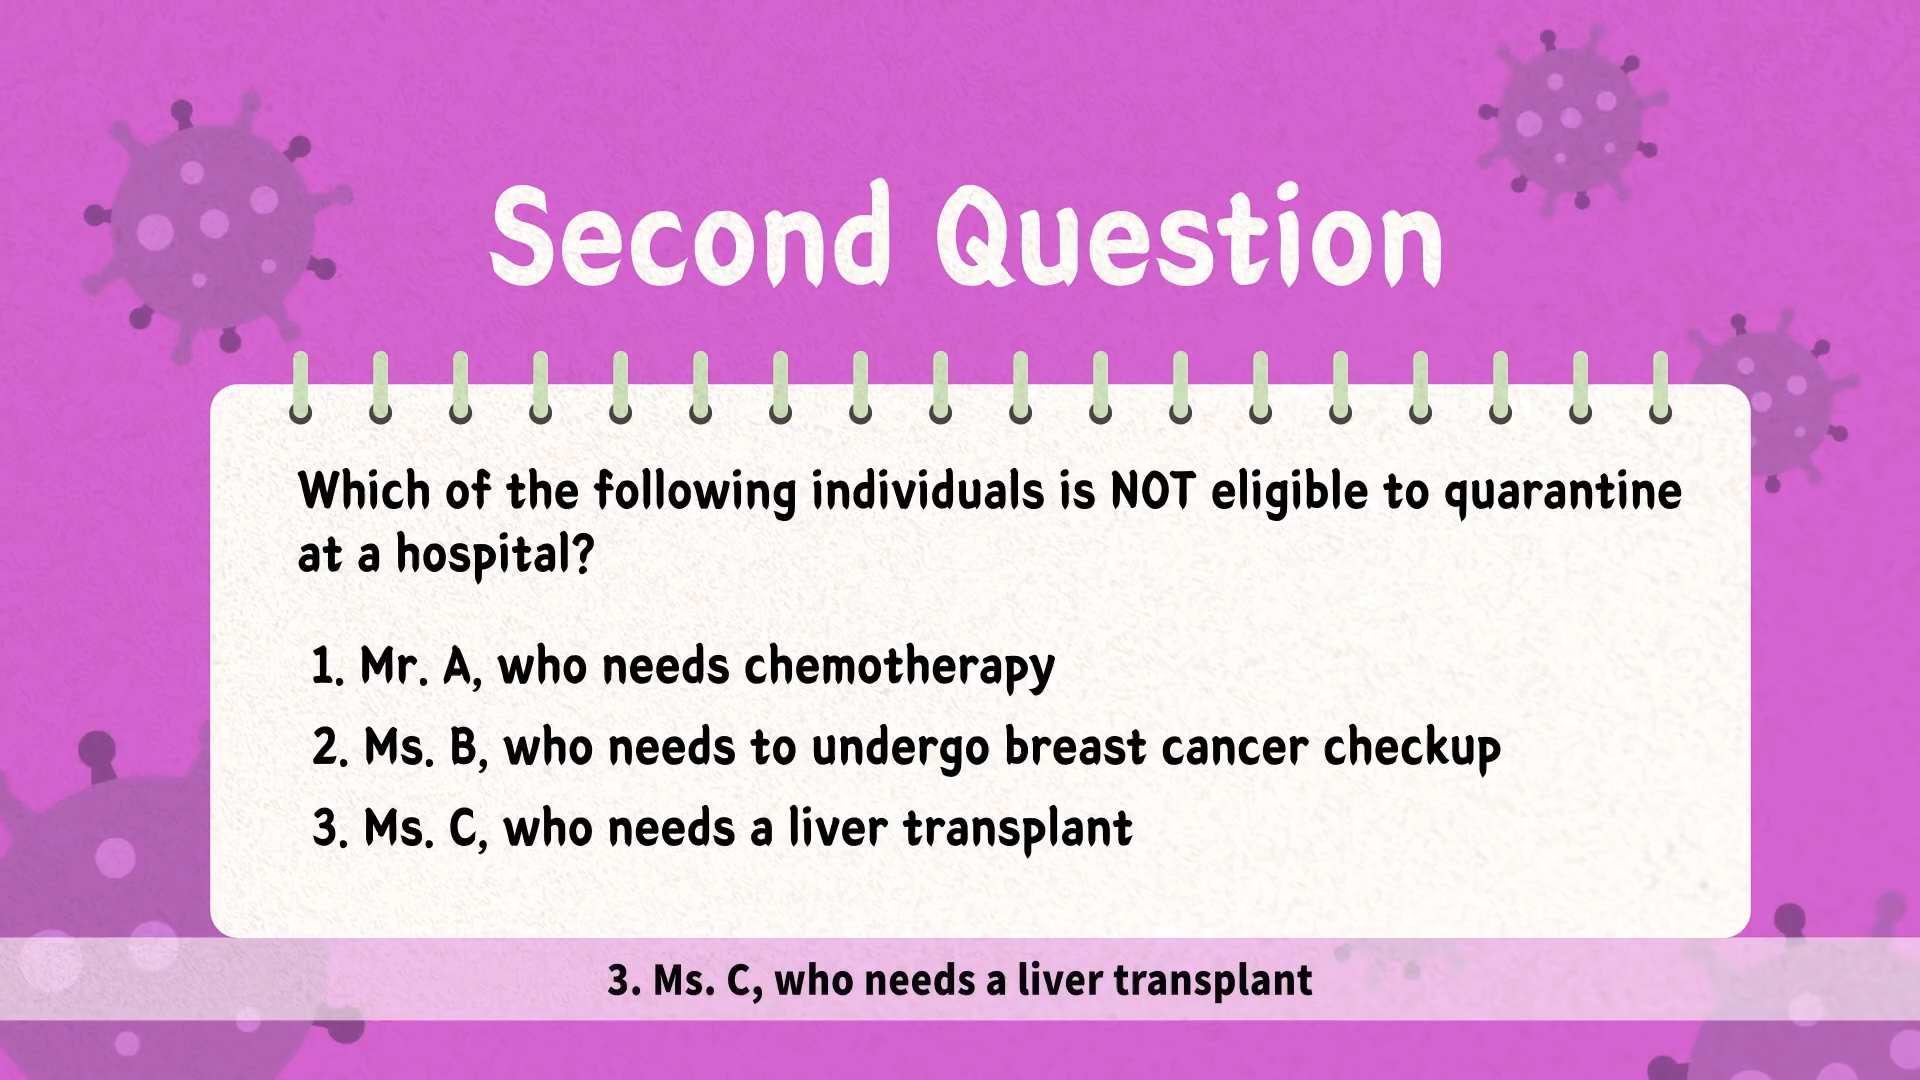 Second Question
Which of the following individuals is NOT eligible to quarantine
at a hospital?
1. Mr. A, who needs chemotherapy
2. Ms. B, who needs to undergo breast cancer checkup
3. Ms. C, who needs a liver transplant
3. Ms. C, who needs a liver transplant